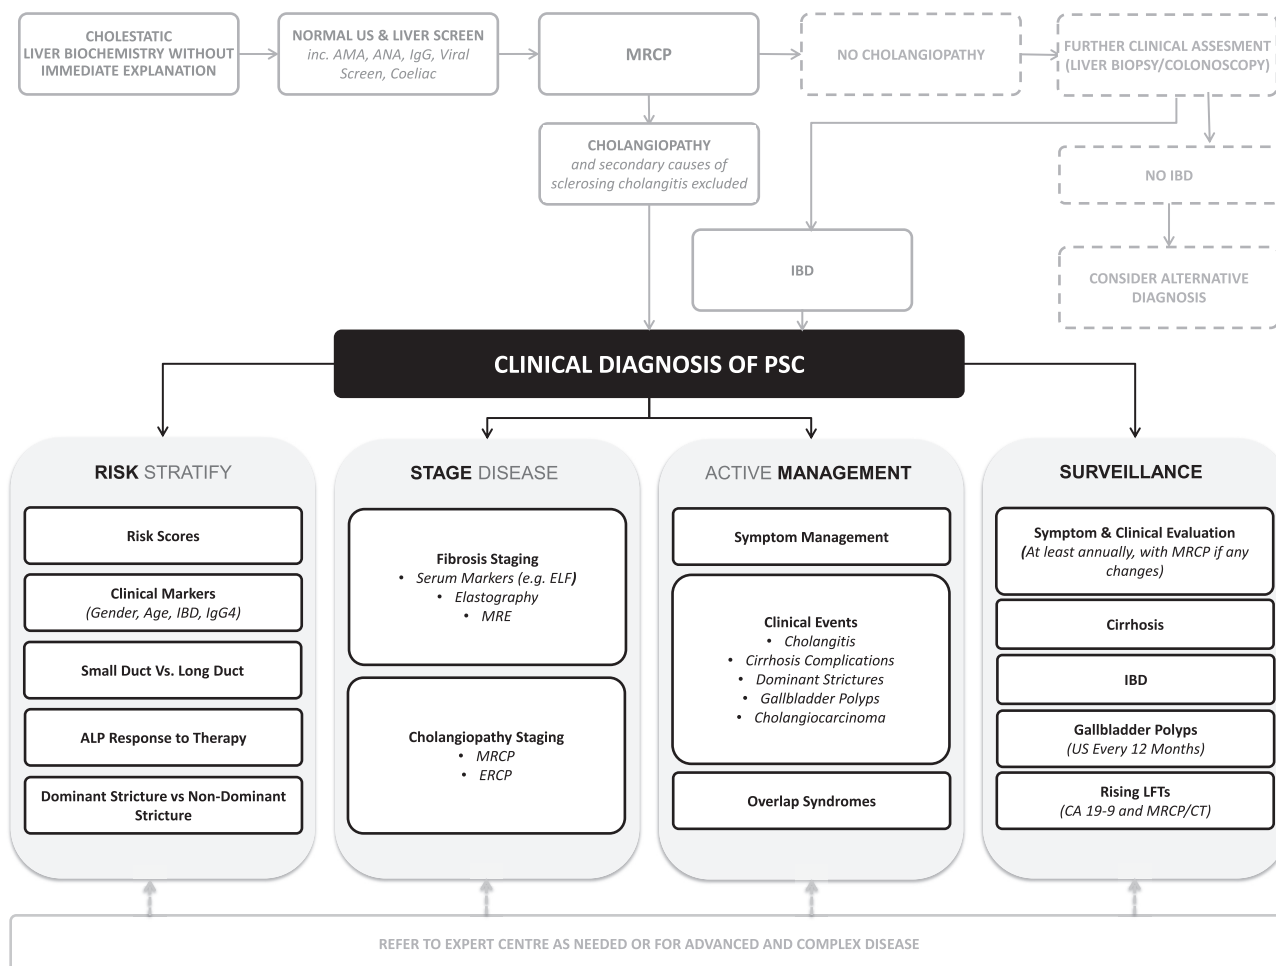 CHOLESTATIC
LIVER BIOCHEMISTRY WITHOUT
IMMEDIATE EXPLANATION
NORMAL US & LIVER SCREEN
inc. AMA, ANA, IgG, Viral
Screen, Coeliac
MRCP
NO CHOLANGIOPATHY
FURTHER CLINICAL ASSESMENT
(LIVER BIOPSY/COLONOSCOPY)
CHOLANGIOPATHY
and secondary causes of
sclerosing cholangitis excluded
NO IBD
IBD
CONSIDER ALTERNATIVE
DIAGNOSIS
CLINICAL DIAGNOSIS OF PSC
RISK STRATIFY
Risk Scores
Clinical Markers
(Gender, Age, IBD, IgG4)
Small Duct Vs. Long Duct
ALP Response to Therapy
Dominant Stricture vs Non-Dominant
Stricture
STAGE DISEASE
Fibrosis Staging
• Serum Markers (e.g. ELF)
• Elastography
• MRE
Cholangiopathy Staging
• MRCP
• ERCP
ACTIVE MANAGEMENT
Symptom Management
Clinical Events
• Cholangitis
• Cirrhosis Complications
• Dominant Strictures
• Gallbladder Polyps
• Cholangiocarcinoma
Overlap Syndromes
SURVEILLANCE
Symptom & Clinical Evaluation
(At least annually, with MRCP if any
changes)
Cirrhosis
IBD
Gallbladder Polyps
(US Every 12 Months)
Rising LFTs
(CA 19-9 and MRCP/CT)
REFER TO EXPERT CENTRE AS NEEDED OR FOR ADVANCED AND COMPLEX DISEASE